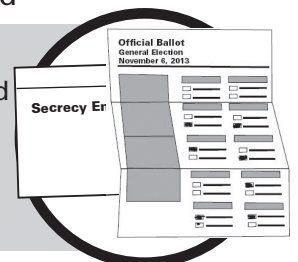 Official Ballot
General Election
November 6, 2013
Secrecy En